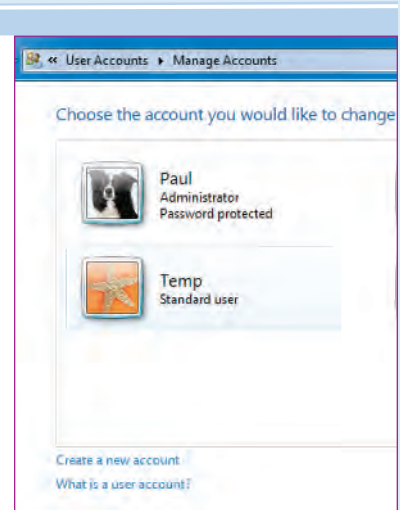 « User Accounts ▸ Manage Accounts
Choose the account you would like to change
Paul
Administrator
Password protected
Temp
Standard user
Create a new account
What is a user account?